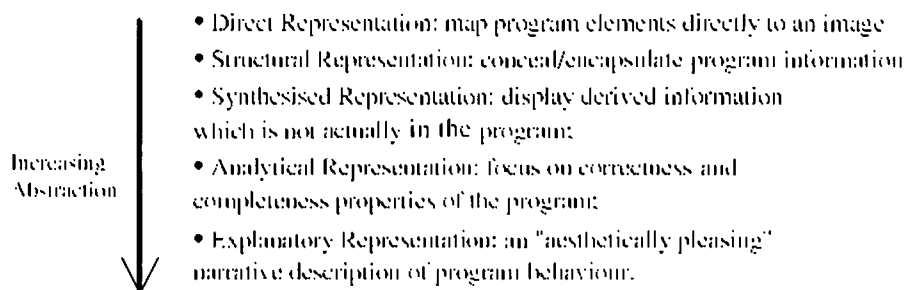 • Direct Representation: map program elements directly to an image
• Structural Representation: conceal/encapsulate program information
• Synthesised Representation: display derived information
which is not actually in the program;
Increasing
Abstraction
• Analytical Representation: focus on correctness and
completeness properties of the program;
• Explanatory Representation: an "aesthetically pleasing"
narrative description of program behaviour.